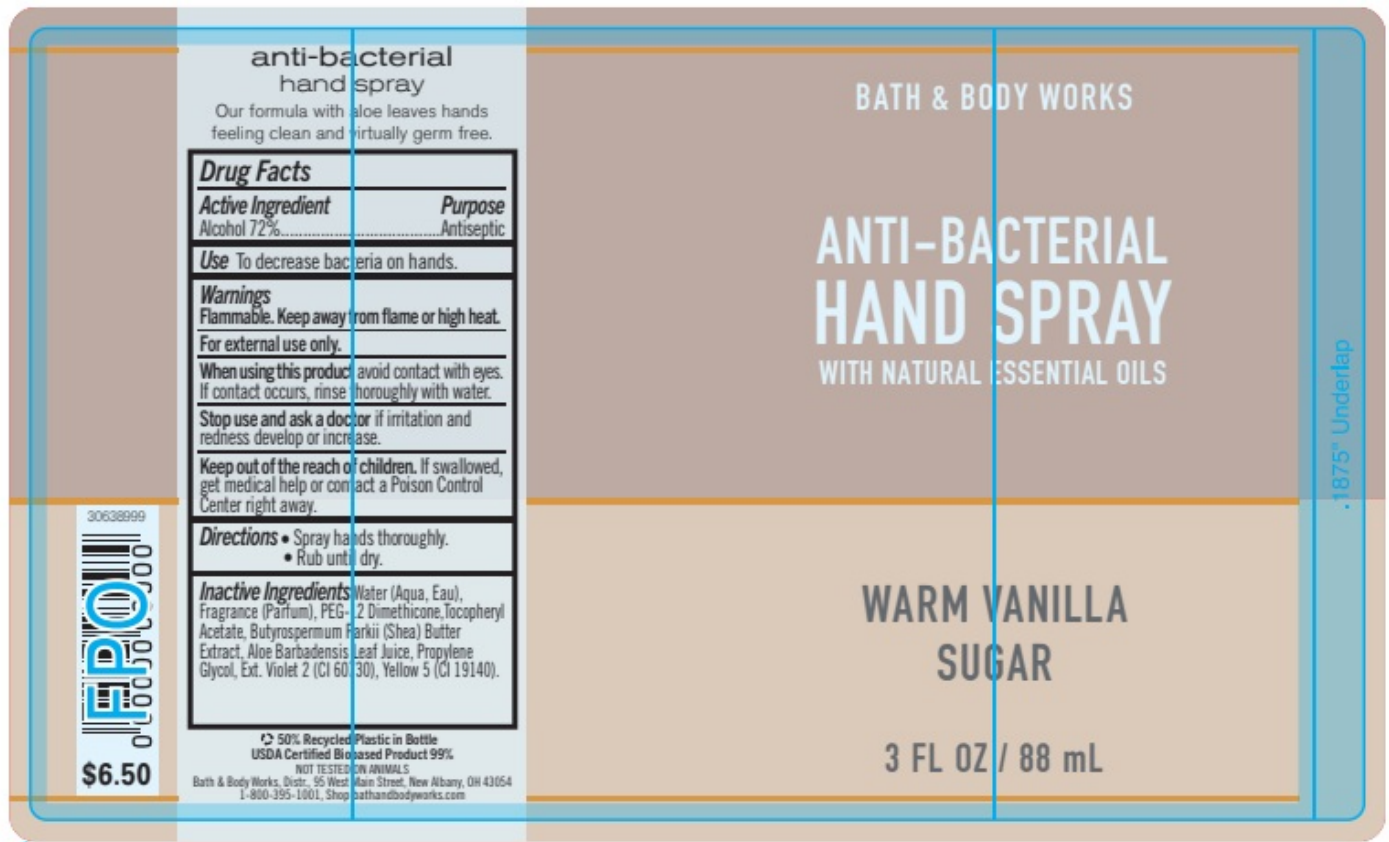 anti-bacterial
hand spray
Our formula with aloe leaves hands
feeling clean and virtually germ free.
Drug Facts
Active Ingredient Purpose
Alcohol 72%......................................Antiseptic
Use To decrease bacteria on hands.
Warnings
Flammable. Keep away from flame or high heat.
For external use only.
When using this product avoid contact with eyes.
If contact occurs, rinse thoroughly with water.
Stop use and ask a doctor if irritation and
redness develop or increase.
Keep out of the reach of children. If swallowed,
get medical help or contact a Poison Control
Center right away.
Directions • Spray hands thoroughly.
• Rub until dry.
Inactive Ingredients Water (Aqua, Eau),
Fragrance (Parfum), PEG-12 Dimethicone,Tocopheryl
Acetate, Butyrospermum Parkii (Shea) Butter
Extract, Aloe Barbadensis Leaf Juice, Propylene
Glycol, Ext. Violet 2 (CI 60730), Yellow 5 (CI 19140).
50% Recycled Plastic in Bottle
USDA Certified Biobased Product 99%
NOT TESTED ON ANIMALS
Bath & Body Works, Distr., 95 West Main Street, New Albany, OH 43054
1-800-395-1001, Shop bathandbodyworks.com
30638999
FPO
$6.50
BATH & BODY WORKS
ANTI-BACTERIAL
HAND SPRAY
WITH NATURAL ESSENTIAL OILS
WARM VANILLA
SUGAR
3 FL OZ / 88 mL
.1875" Underlap